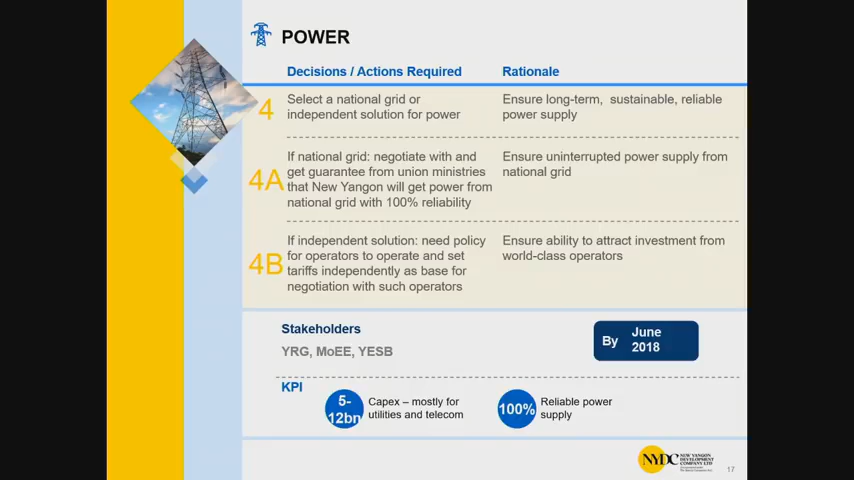 POWER
Decisions / Actions Required
Rationale
4
Select a national grid or
independent solution for power
Ensure long-term, sustainable, reliable
power supply
4A
If national grid: negotiate with and
get guarantee from union ministries
that New Yangon will get power from
national grid with 100% reliability
Ensure uninterrupted power supply from
national grid
4B
If independent solution: need policy
for operators to operate and set
tariffs independently as base for
negotiation with such operators
Ensure ability to attract investment from
world-class operators
Stakeholders
YRG, MoEE, YESB
By
June
2018
KPI
5-
12bn
Capex – mostly for
utilities and telecom
100%
Reliable power
supply
NYDC
NEW YANGON
DEVELOPMENT
COMPANY LTD
17